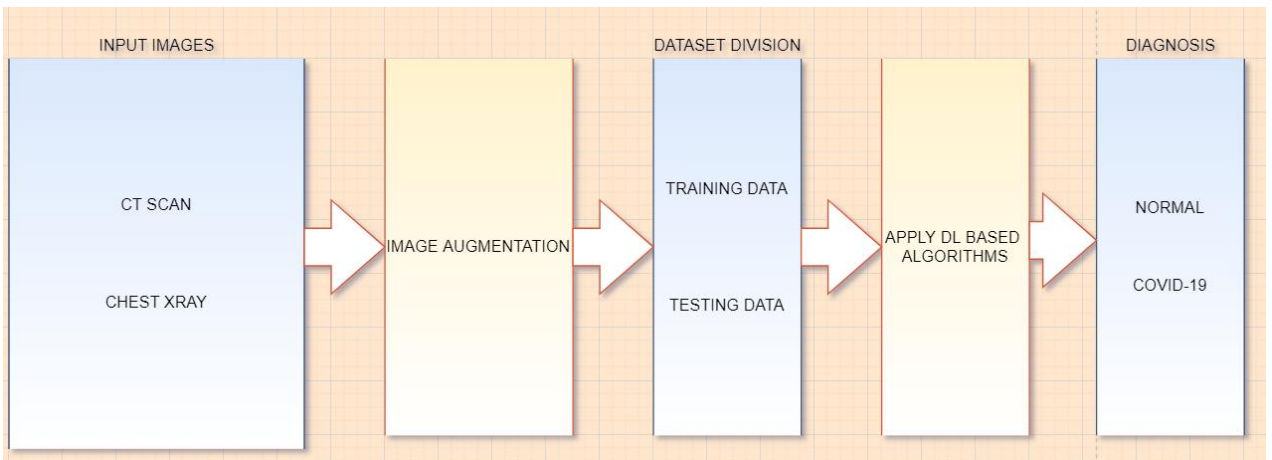 INPUT IMAGES
CT SCAN
CHEST XRAY
IMAGE AUGMENTATION
DATASET DIVISION
TRAINING DATA
TESTING DATA
APPLY DL BASED
ALGORITHMS
DIAGNOSIS
NORMAL
COVID-19